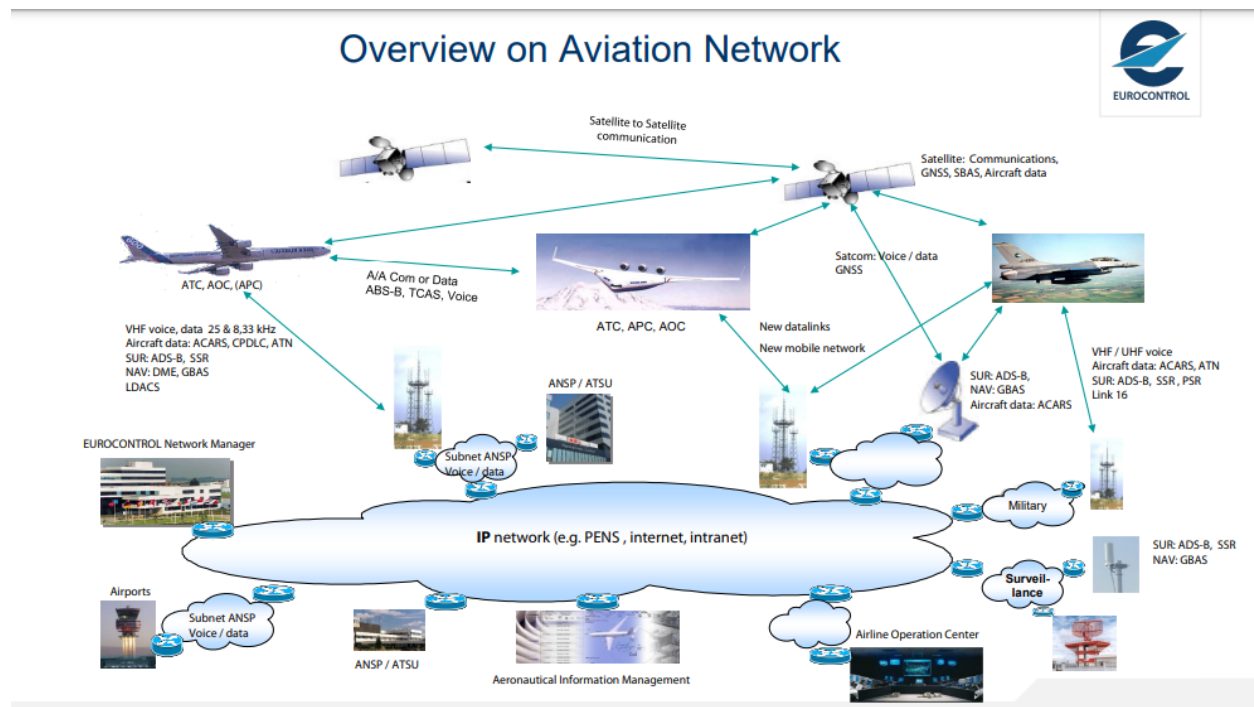 Overview on Aviation Network
EUROCONTROL
Satellite to Satellite
communication
Satellite: Communications,
GNSS, SBAS, Aircraft data
ATC, AOC, (APC)
A/A Com or Data
ABS-B, TCAS, Voice
Satcom: Voice / data
GNSS
ATC, APC, AOC
VHF voice, data 25 & 8,33 kHz
Aircraft data: ACARS, CPDLC, ATN
SUR: ADS-B, SSR
NAV: DME, GBAS
LDACS
New datalinks
New mobile network
VHF / UHF voice
Aircraft data: ACARS, ATN
SUR: ADS-B, SSR , PSR
Link 16
SUR: ADS-B,
NAV: GBAS
Aircraft data: ACARS
ANSP / ATSU
EUROCONTROL Network Manager
Subnet ANSP
Voice / data
Military
IP network (e.g. PENS , internet, intranet)
SUR: ADS-B, SSR
NAV: GBAS
Surveil-
lance
Airports
Subnet ANSP
Voice / data
ANSP / ATSU
Aeronautical Information Management
Airline Operation Center